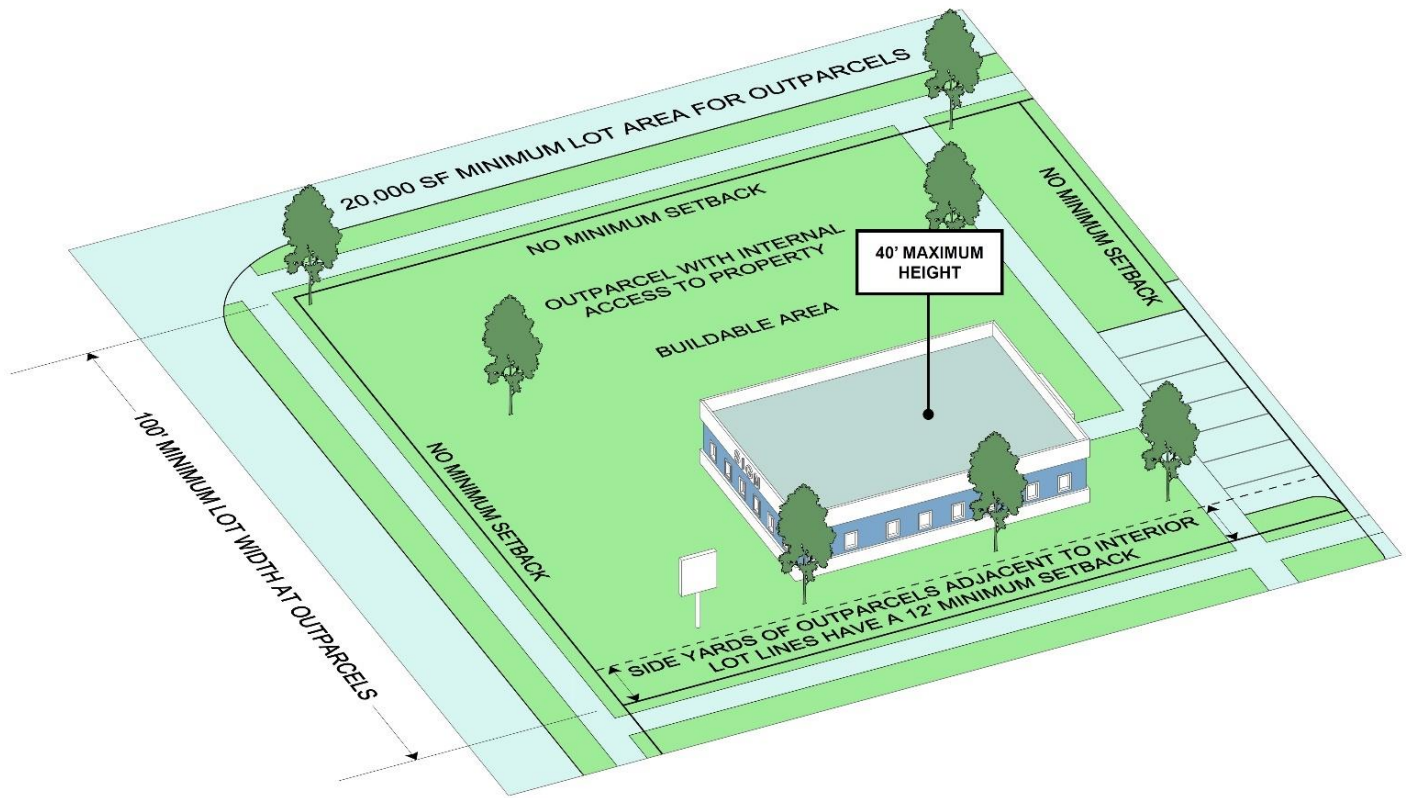 20,000 SF MINIMUM LOT AREA FOR OUTPARCELS
NO MINIMUM SETBACK
NO MINIMUM SETBACK
OUTPARCEL WITH INTERNAL
ACCESS TO PROPERTY
40’ MAXIMUM
HEIGHT
BUILDABLE AREA
100' MINIMUM LOT WIDTH AT OUTPARCELS
NO MINIMUM SETBACK
SIGN
SIDE YARDS OF OUTPARCELS ADJACENT TO INTERIOR
LOT LINES HAVE A 12' MINIMUM SETBACK